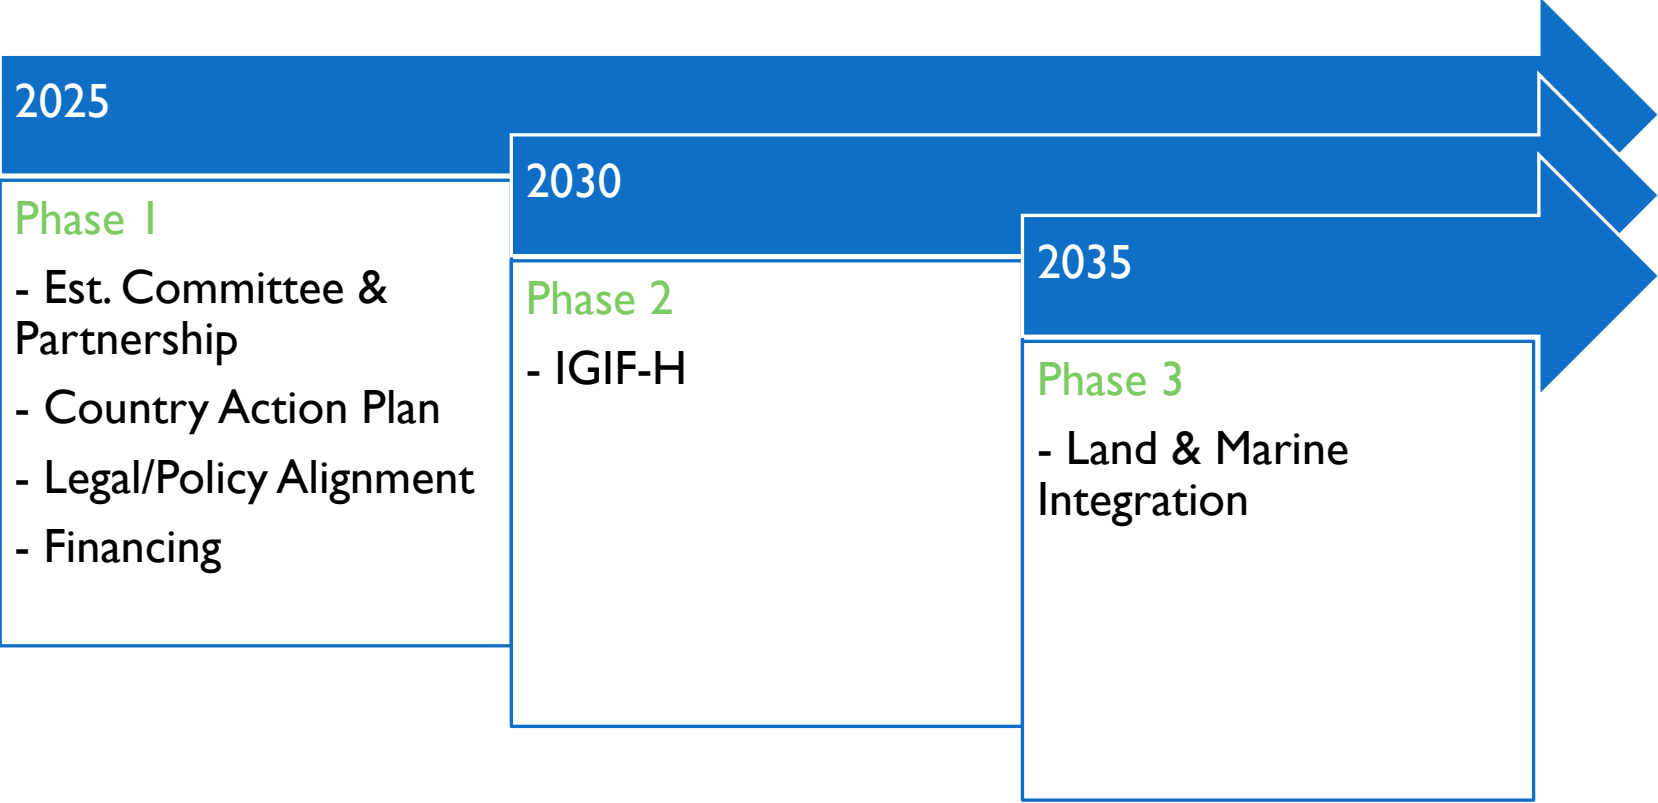 2025
Phase 1
- Est. Committee &
Partnership
- Country Action Plan
- Legal/Policy Alignment
- Financing
2030
Phase 2
- IGIF-H
2035
Phase 3
- Land & Marine
Integration